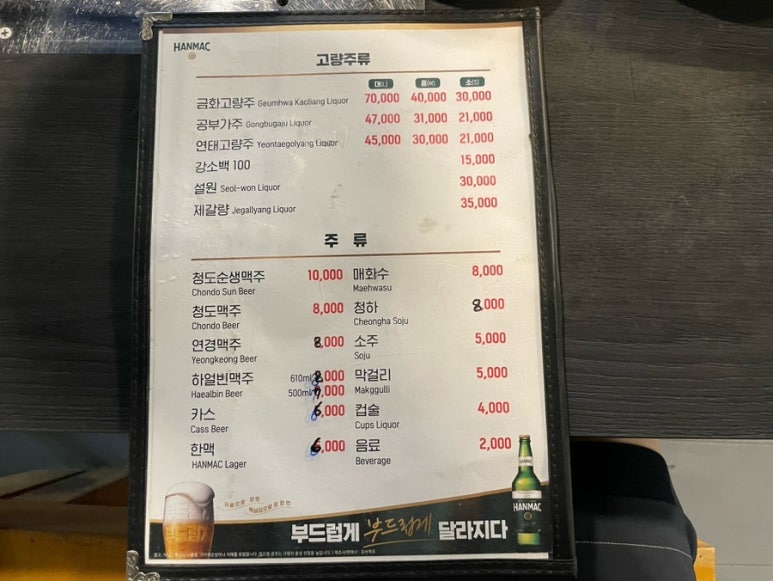 HANMAC
고량주류
대(L) 중(M) 소(S)
금화고량주 Geumhwa Kaoliang Liquor 70,000 40,000 30,000
공부가주 Gongbugaju Liquor 47,000 31,000 21,000
연태고량주 Yeontaegolyang Liquor 45,000 30,000 21,000
강소백 100 15,000
설원 Seol-won Liquor 30,000
제갈량 Jegallyang Liquor 35,000
주 류
청도순생맥주 10,000 매화수 8,000
Chondo Sun Beer Maehwasu
청도맥주 8,000 청하 8,000
Chondo Beer Cheongha Soju
연경맥주 8,000 소주 5,000
Yeongkeong Beer Soju
하얼빈맥주 610ml 8,000 막걸리 5,000
Haealbin Beer 500ml 7,000 Makggulli
카스 6,000 컵술 4,000
Cass Beer Cups Liquor
한맥 6,000 음료 2,000
HANMAC Lager Beverage
HANMAC
부드럽게 부드럽게 달라지다